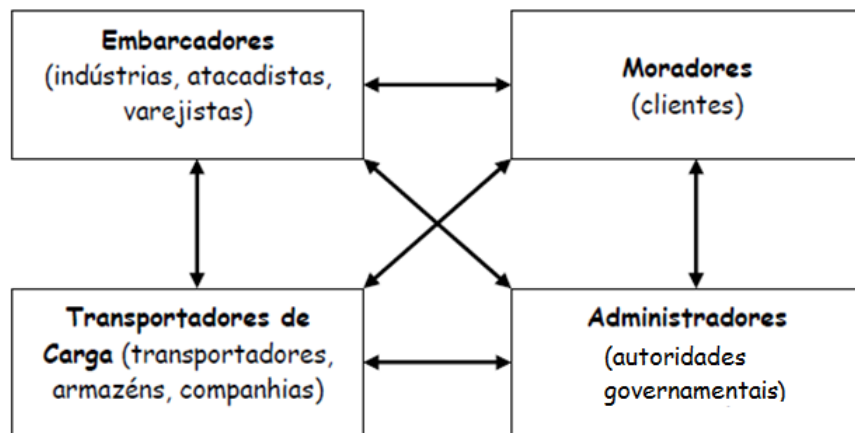 Embarcadores
(indústrias, atacadistas,
varejistas)
Moradores
(clientes)
Transportadores de
Carga (transportadores,
armazéns, companhias)
Administradores
(autoridades
governamentais)